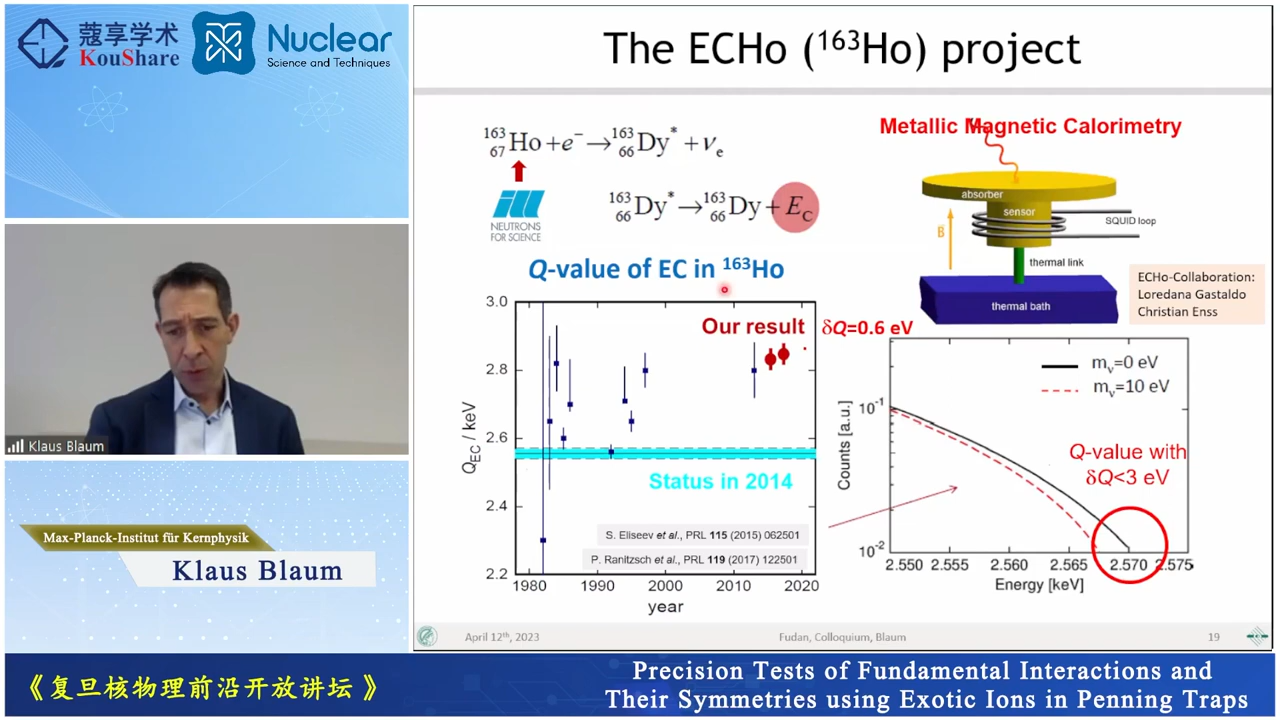 蔻享学术
KouShare
Nuclear
Science and Techniques
Klaus Blaum
Max-Planck-Institut für Kernphysik
Klaus Blaum
The ECHo (¹⁶³Ho) project
¹⁶³₆₇Ho + e⁻ → ¹⁶³₆₆Dy* + νₑ
NEUTRONS
FOR SCIENCE
¹⁶³₆₆Dy* → ¹⁶³₆₆Dy + E_C
Metallic Magnetic Calorimetry
absorber
sensor
SQUID loop
B
thermal link
thermal bath
ECHo-Collaboration:
Loredana Gastaldo
Christian Enss
Q-value of EC in ¹⁶³Ho
Our result δQ=0.6 eV
Status in 2014
S. Eliseev et al., PRL 115 (2015) 062501
P. Ranitzsch et al., PRL 119 (2017) 122501
Q_EC / keV
3.0
2.8
2.6
2.4
2.2
1980 1990 2000 2010 2020
year
mᵥ=0 eV
mᵥ=10 eV
Q-value with
δQ<3 eV
Counts [a.u.]
10⁻¹
10⁻²
2.550 2.555 2.560 2.565 2.570 2.575
Energy [keV]
April 12ᵗʰ, 2023
Fudan, Colloquium, Blaum
19
《复旦核物理前沿开放讲坛》
Precision Tests of Fundamental Interactions and
Their Symmetries using Exotic Ions in Penning Traps